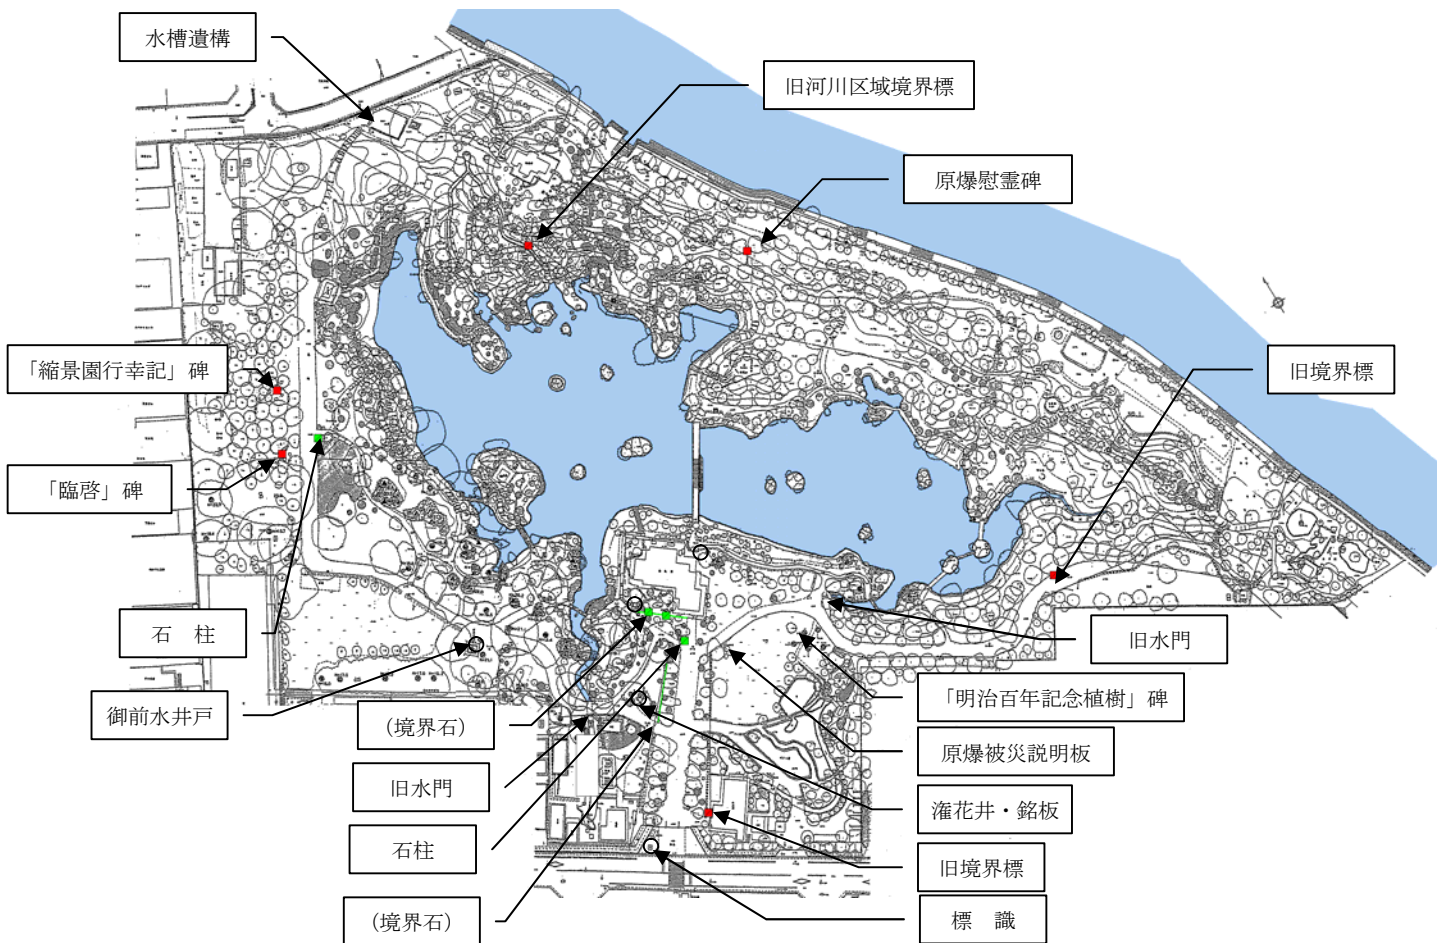 水槽遺構
旧河川区域境界標
原爆慰霊碑
旧境界標
「縮景園行幸記」碑
「臨啓」碑
石 柱
御前水井戸
（境界石）
旧水門
石柱
（境界石）
旧水門
「明治百年記念植樹」碑
原爆被災説明板
濯花井・銘板
旧境界標
標 識